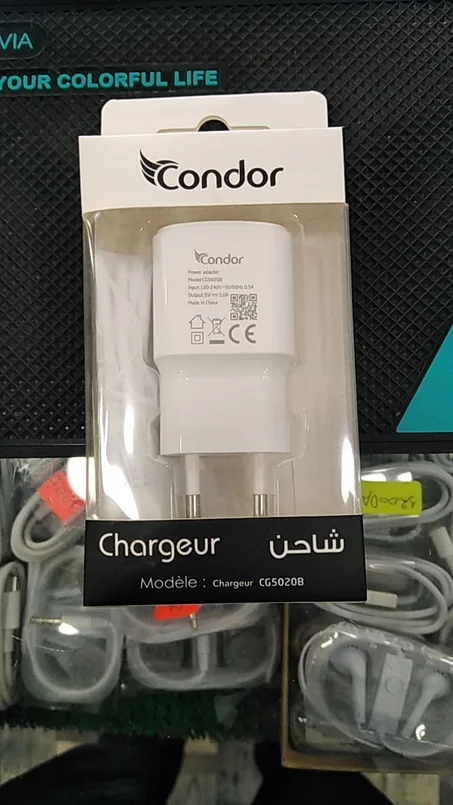 VIA
YOUR COLORFUL LIFE
Condor
Condor
Power adaptor
Model:CG5020B
Input:100-240V~50/60Hz 0.5A
Output:5V⎓2.0A
Made in China
CE
Chargeur شاحن
Modèle : Chargeur CG5020B